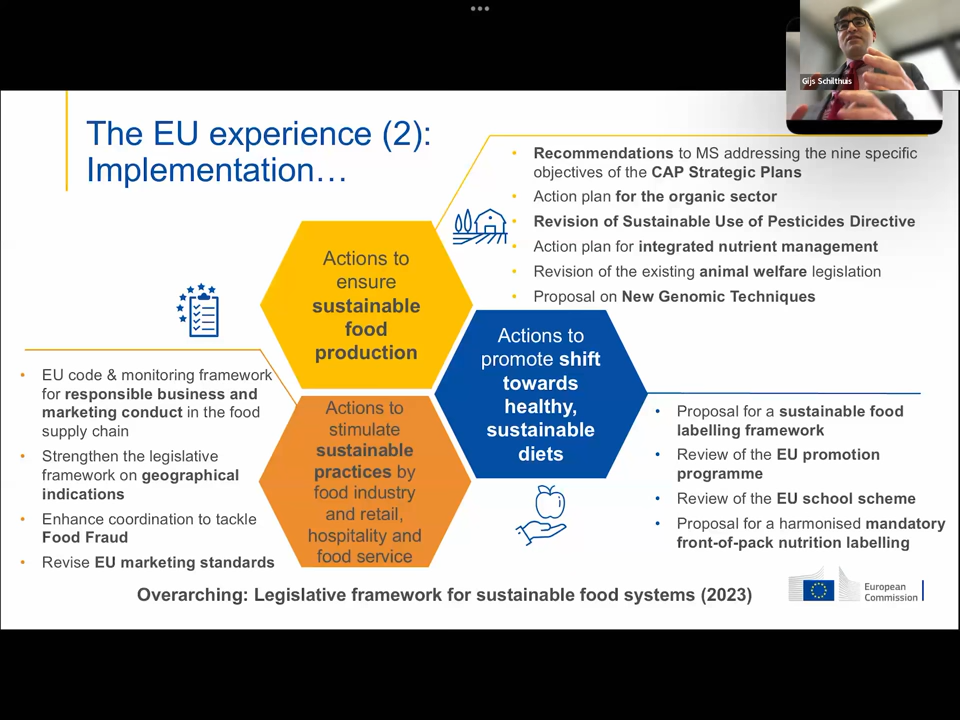 Gijs Schilthuis
The EU experience (2):
Implementation…
• Recommendations to MS addressing the nine specific
objectives of the CAP Strategic Plans
• Action plan for the organic sector
• Revision of Sustainable Use of Pesticides Directive
• Action plan for integrated nutrient management
• Revision of the existing animal welfare legislation
• Proposal on New Genomic Techniques
Actions to
ensure
sustainable
food
production
Actions to
promote shift
towards
healthy,
sustainable
diets
• EU code & monitoring framework
for responsible business and
marketing conduct in the food
supply chain
• Strengthen the legislative
framework on geographical
indications
• Enhance coordination to tackle
Food Fraud
• Revise EU marketing standards
Actions to
stimulate
sustainable
practices by
food industry
and retail,
hospitality and
food service
• Proposal for a sustainable food
labelling framework
• Review of the EU promotion
programme
• Review of the EU school scheme
• Proposal for a harmonised mandatory
front-of-pack nutrition labelling
Overarching: Legislative framework for sustainable food systems (2023)
European
Commission